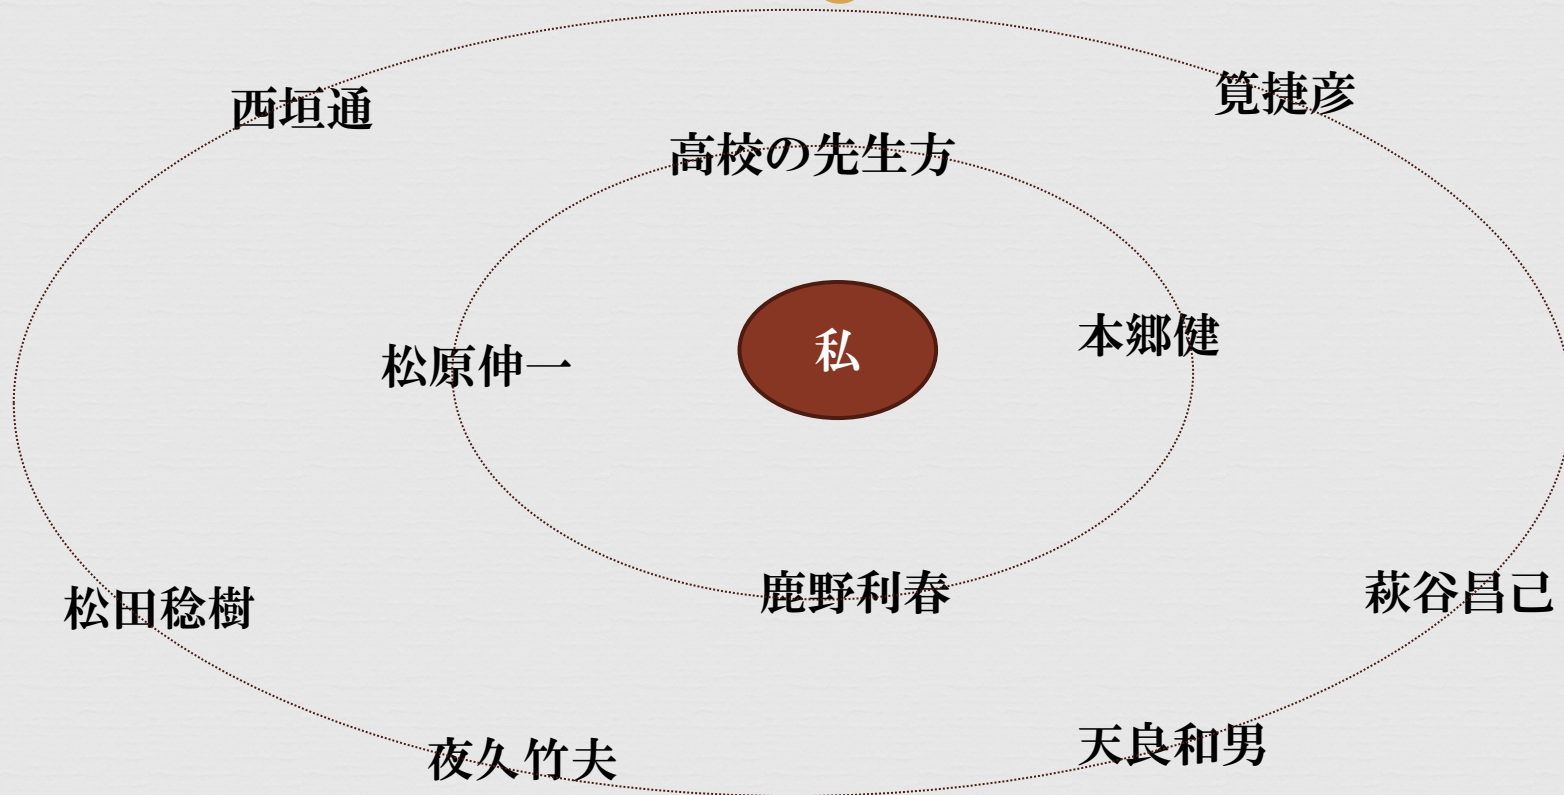 西垣通
筧捷彦
高校の先生方
私
本郷健
松原伸一
鹿野利春
松田稔樹
萩谷昌己
夜久竹夫
天良和男